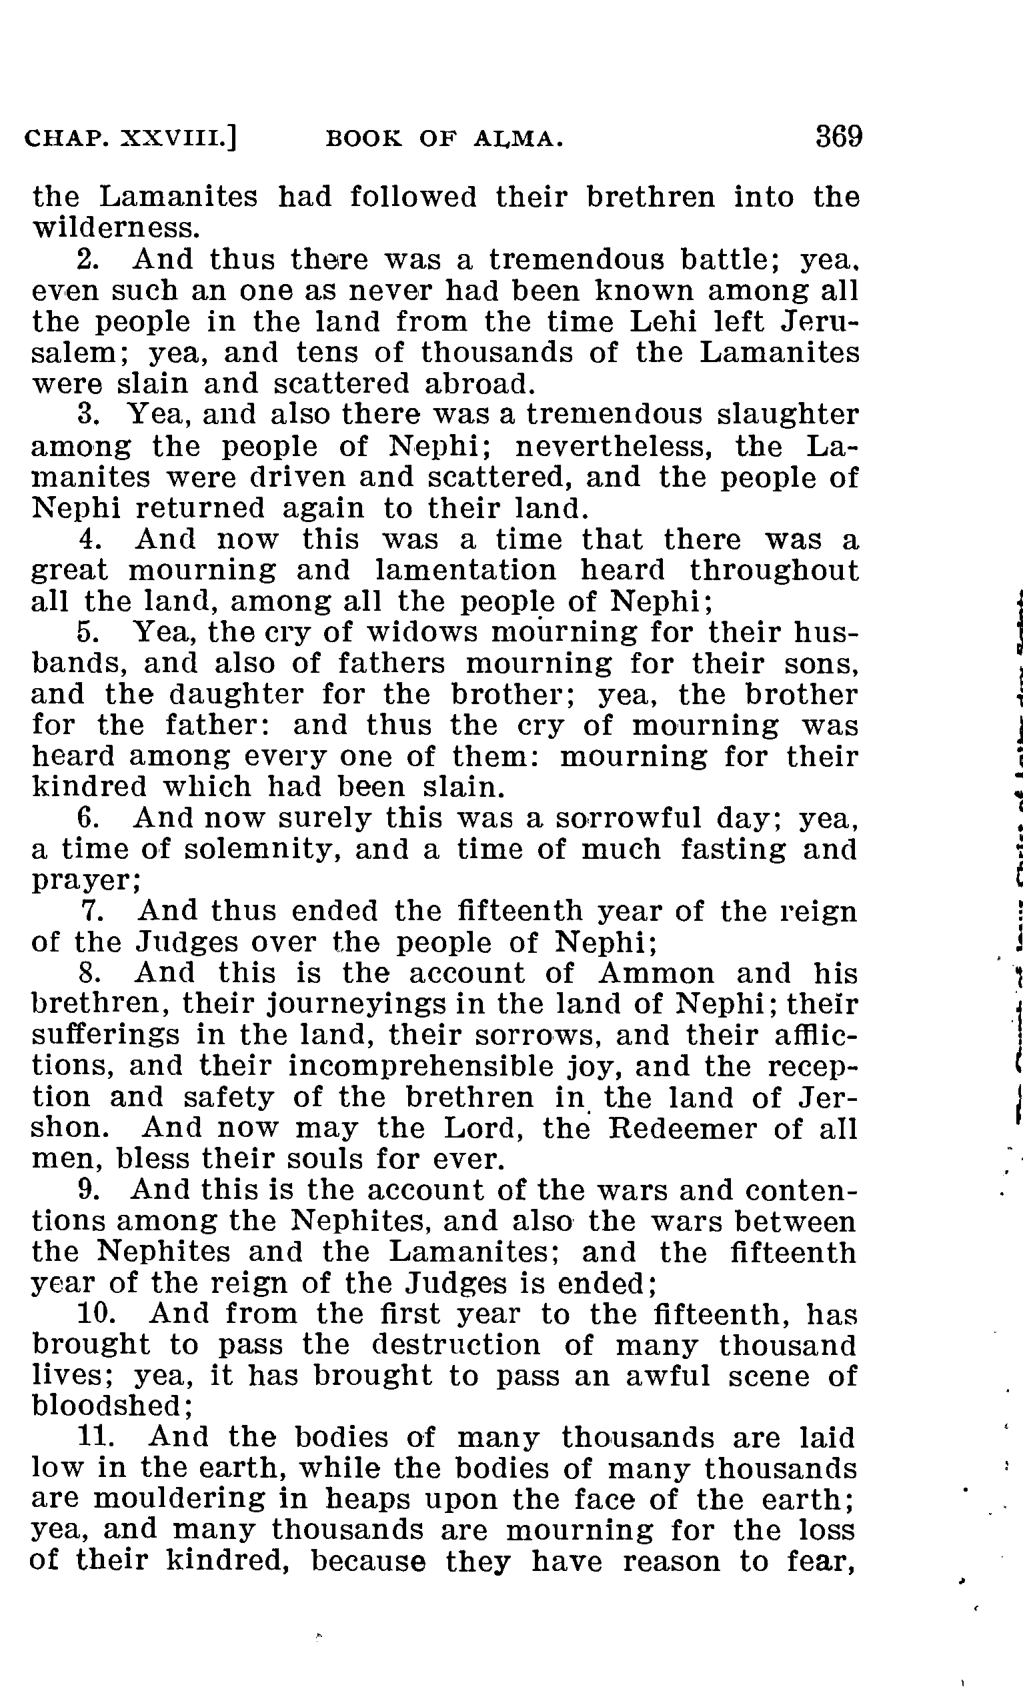 CHAP. XXVIII.] BOOK OF ALMA. 369
the Lamanites had followed their brethren into the
wilderness.
2. And thus there was a tremendous battle; yea,
even such an one as never had been known among all
the people in the land from the time Lehi left Jeru-
salem; yea, and tens of thousands of the Lamanites
were slain and scattered abroad.
3. Yea, and also there was a tremendous slaughter
among the people of Nephi; nevertheless, the La-
manites were driven and scattered, and the people of
Nephi returned again to their land.
4. And now this was a time that there was a
great mourning and lamentation heard throughout
all the land, among all the people of Nephi;
5. Yea, the cry of widows mourning for their hus-
bands, and also of fathers mourning for their sons,
and the daughter for the brother; yea, the brother
for the father: and thus the cry of mourning was
heard among every one of them: mourning for their
kindred which had been slain.
6. And now surely this was a sorrowful day; yea,
a time of solemnity, and a time of much fasting and
prayer;
7. And thus ended the fifteenth year of the reign
of the Judges over the people of Nephi;
8. And this is the account of Ammon and his
brethren, their journeyings in the land of Nephi; their
sufferings in the land, their sorrows, and their afflic-
tions, and their incomprehensible joy, and the recep-
tion and safety of the brethren in the land of Jer-
shon. And now may the Lord, the Redeemer of all
men, bless their souls for ever.
9. And this is the account of the wars and conten-
tions among the Nephites, and also the wars between
the Nephites and the Lamanites; and the fifteenth
year of the reign of the Judges is ended;
10. And from the first year to the fifteenth, has
brought to pass the destruction of many thousand
lives; yea, it has brought to pass an awful scene of
bloodshed;
11. And the bodies of many thousands are laid
low in the earth, while the bodies of many thousands
are mouldering in heaps upon the face of the earth;
yea, and many thousands are mourning for the loss
of their kindred, because they have reason to fear,